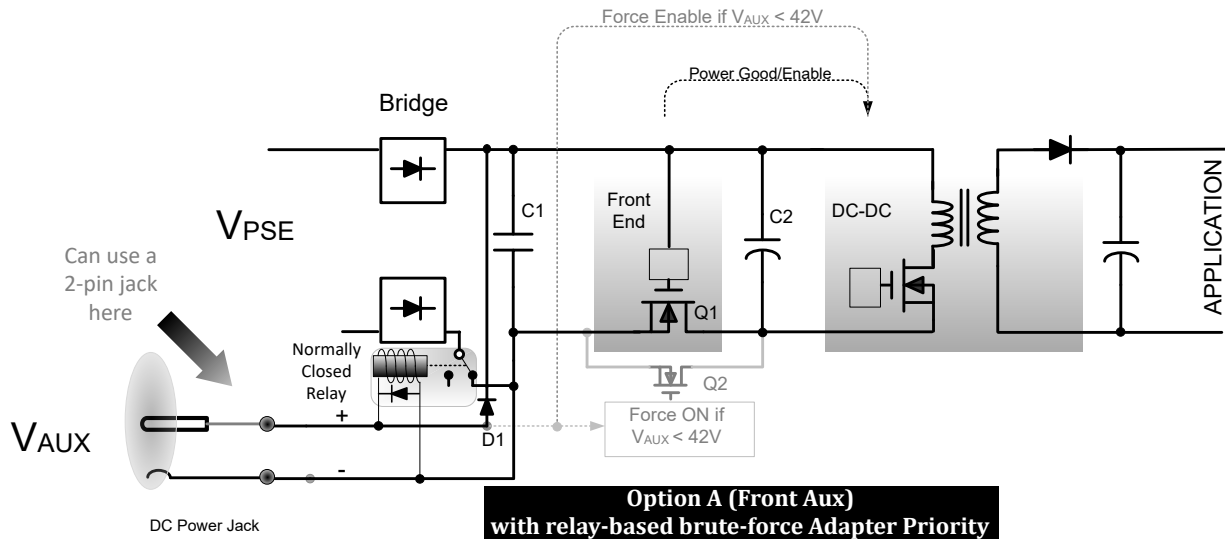 Force Enable if VAUX < 42V
Power Good/Enable
Bridge
C1
Front
End
C2
DC-DC
VPSE
Can use a
2-pin jack
here
Q1
APPLICATION
Normally
Closed
Relay
Q2
+
D1
Force ON if
VAUX < 42V
VAUX
-
DC Power Jack
Option A (Front Aux)
with relay-based brute-force Adapter Priority